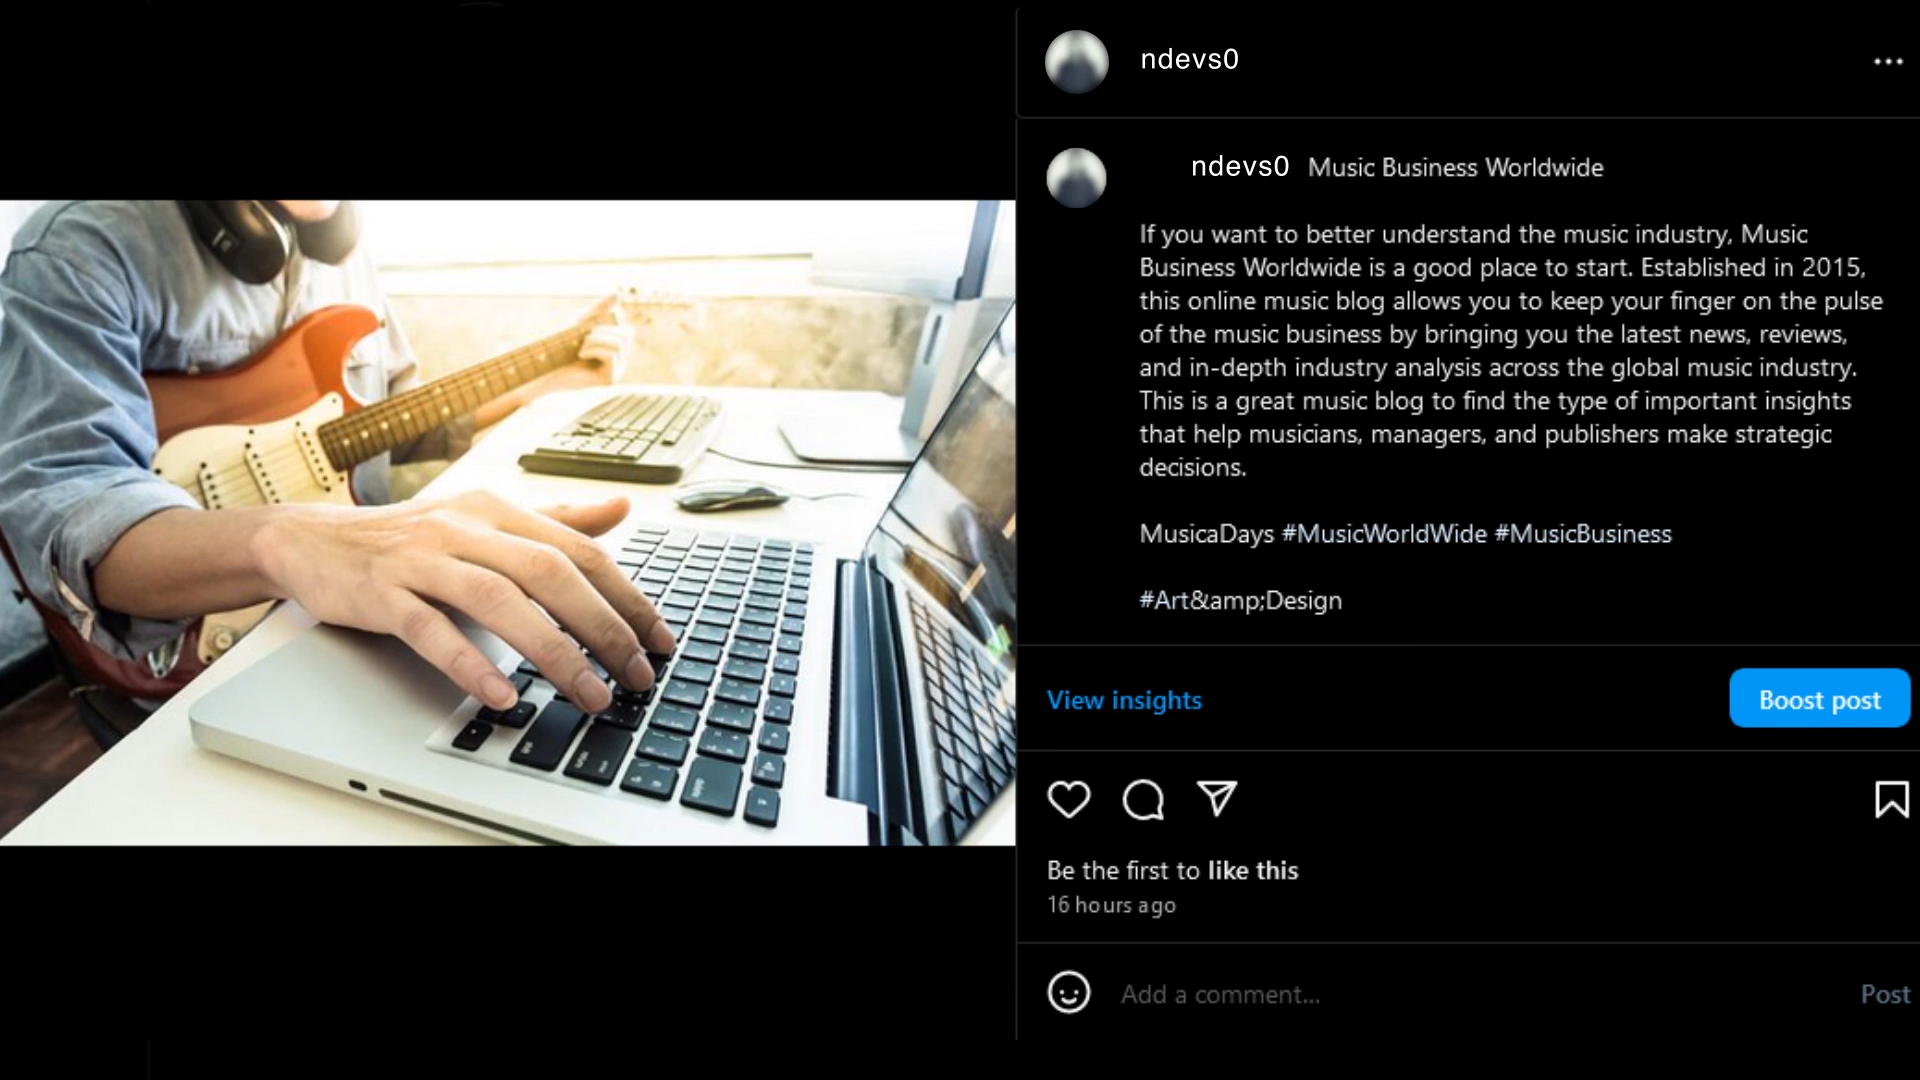 ndevs0
ndevs0 Music Business Worldwide
If you want to better understand the music industry, Music
Business Worldwide is a good place to start. Established in 2015,
this online music blog allows you to keep your finger on the pulse
of the music business by bringing you the latest news, reviews,
and in-depth industry analysis across the global music industry.
This is a great music blog to find the type of important insights
that help musicians, managers, and publishers make strategic
decisions.
MusicaDays #MusicWorldWide #MusicBusiness
#Art&amp;Design
View insights
Boost post
Be the first to like this
16 hours ago
Add a comment...
Post